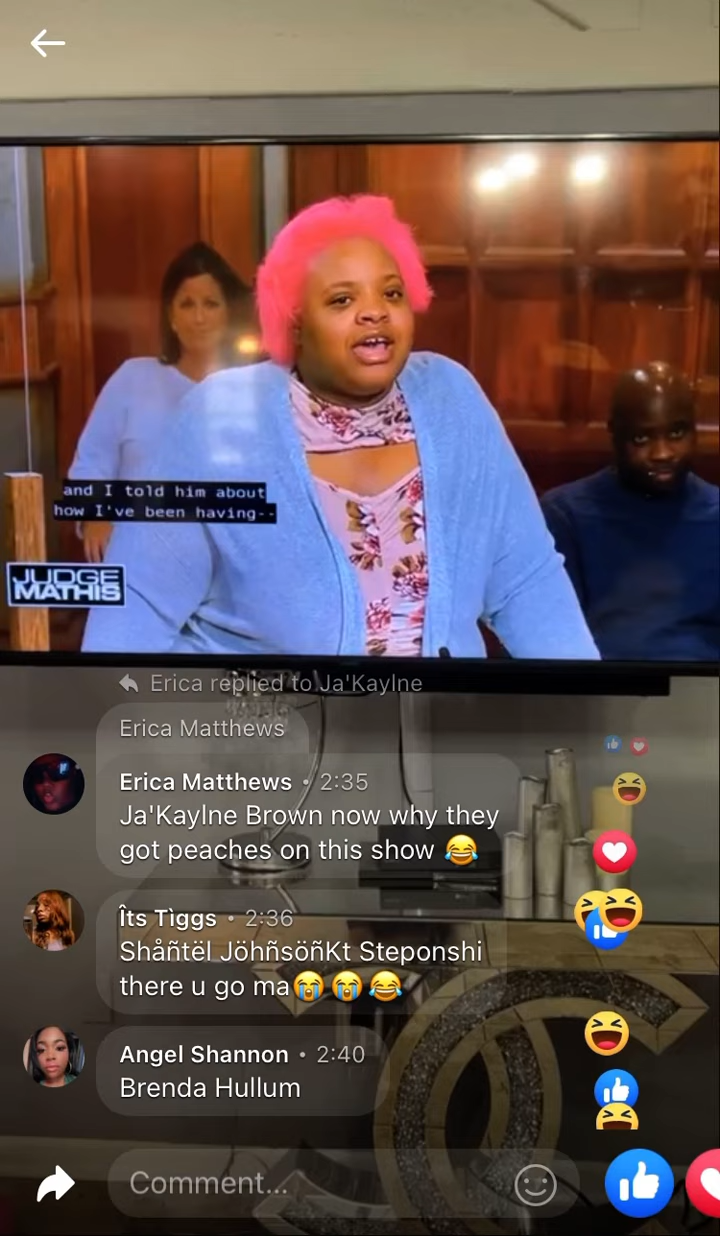 and I told him about
how I've been having--
JUDGE
MATHIS
Erica replied to Ja'Kaylne
Erica Matthews
Erica Matthews • 2:35
Ja'Kaylne Brown now why they
got peaches on this show 😂
Îts Tìggs • 2:36
Shåñtël JöhñsöñKt Steponshi
there u go ma😭😭😂
Angel Shannon • 2:40
Brenda Hullum
Comment...